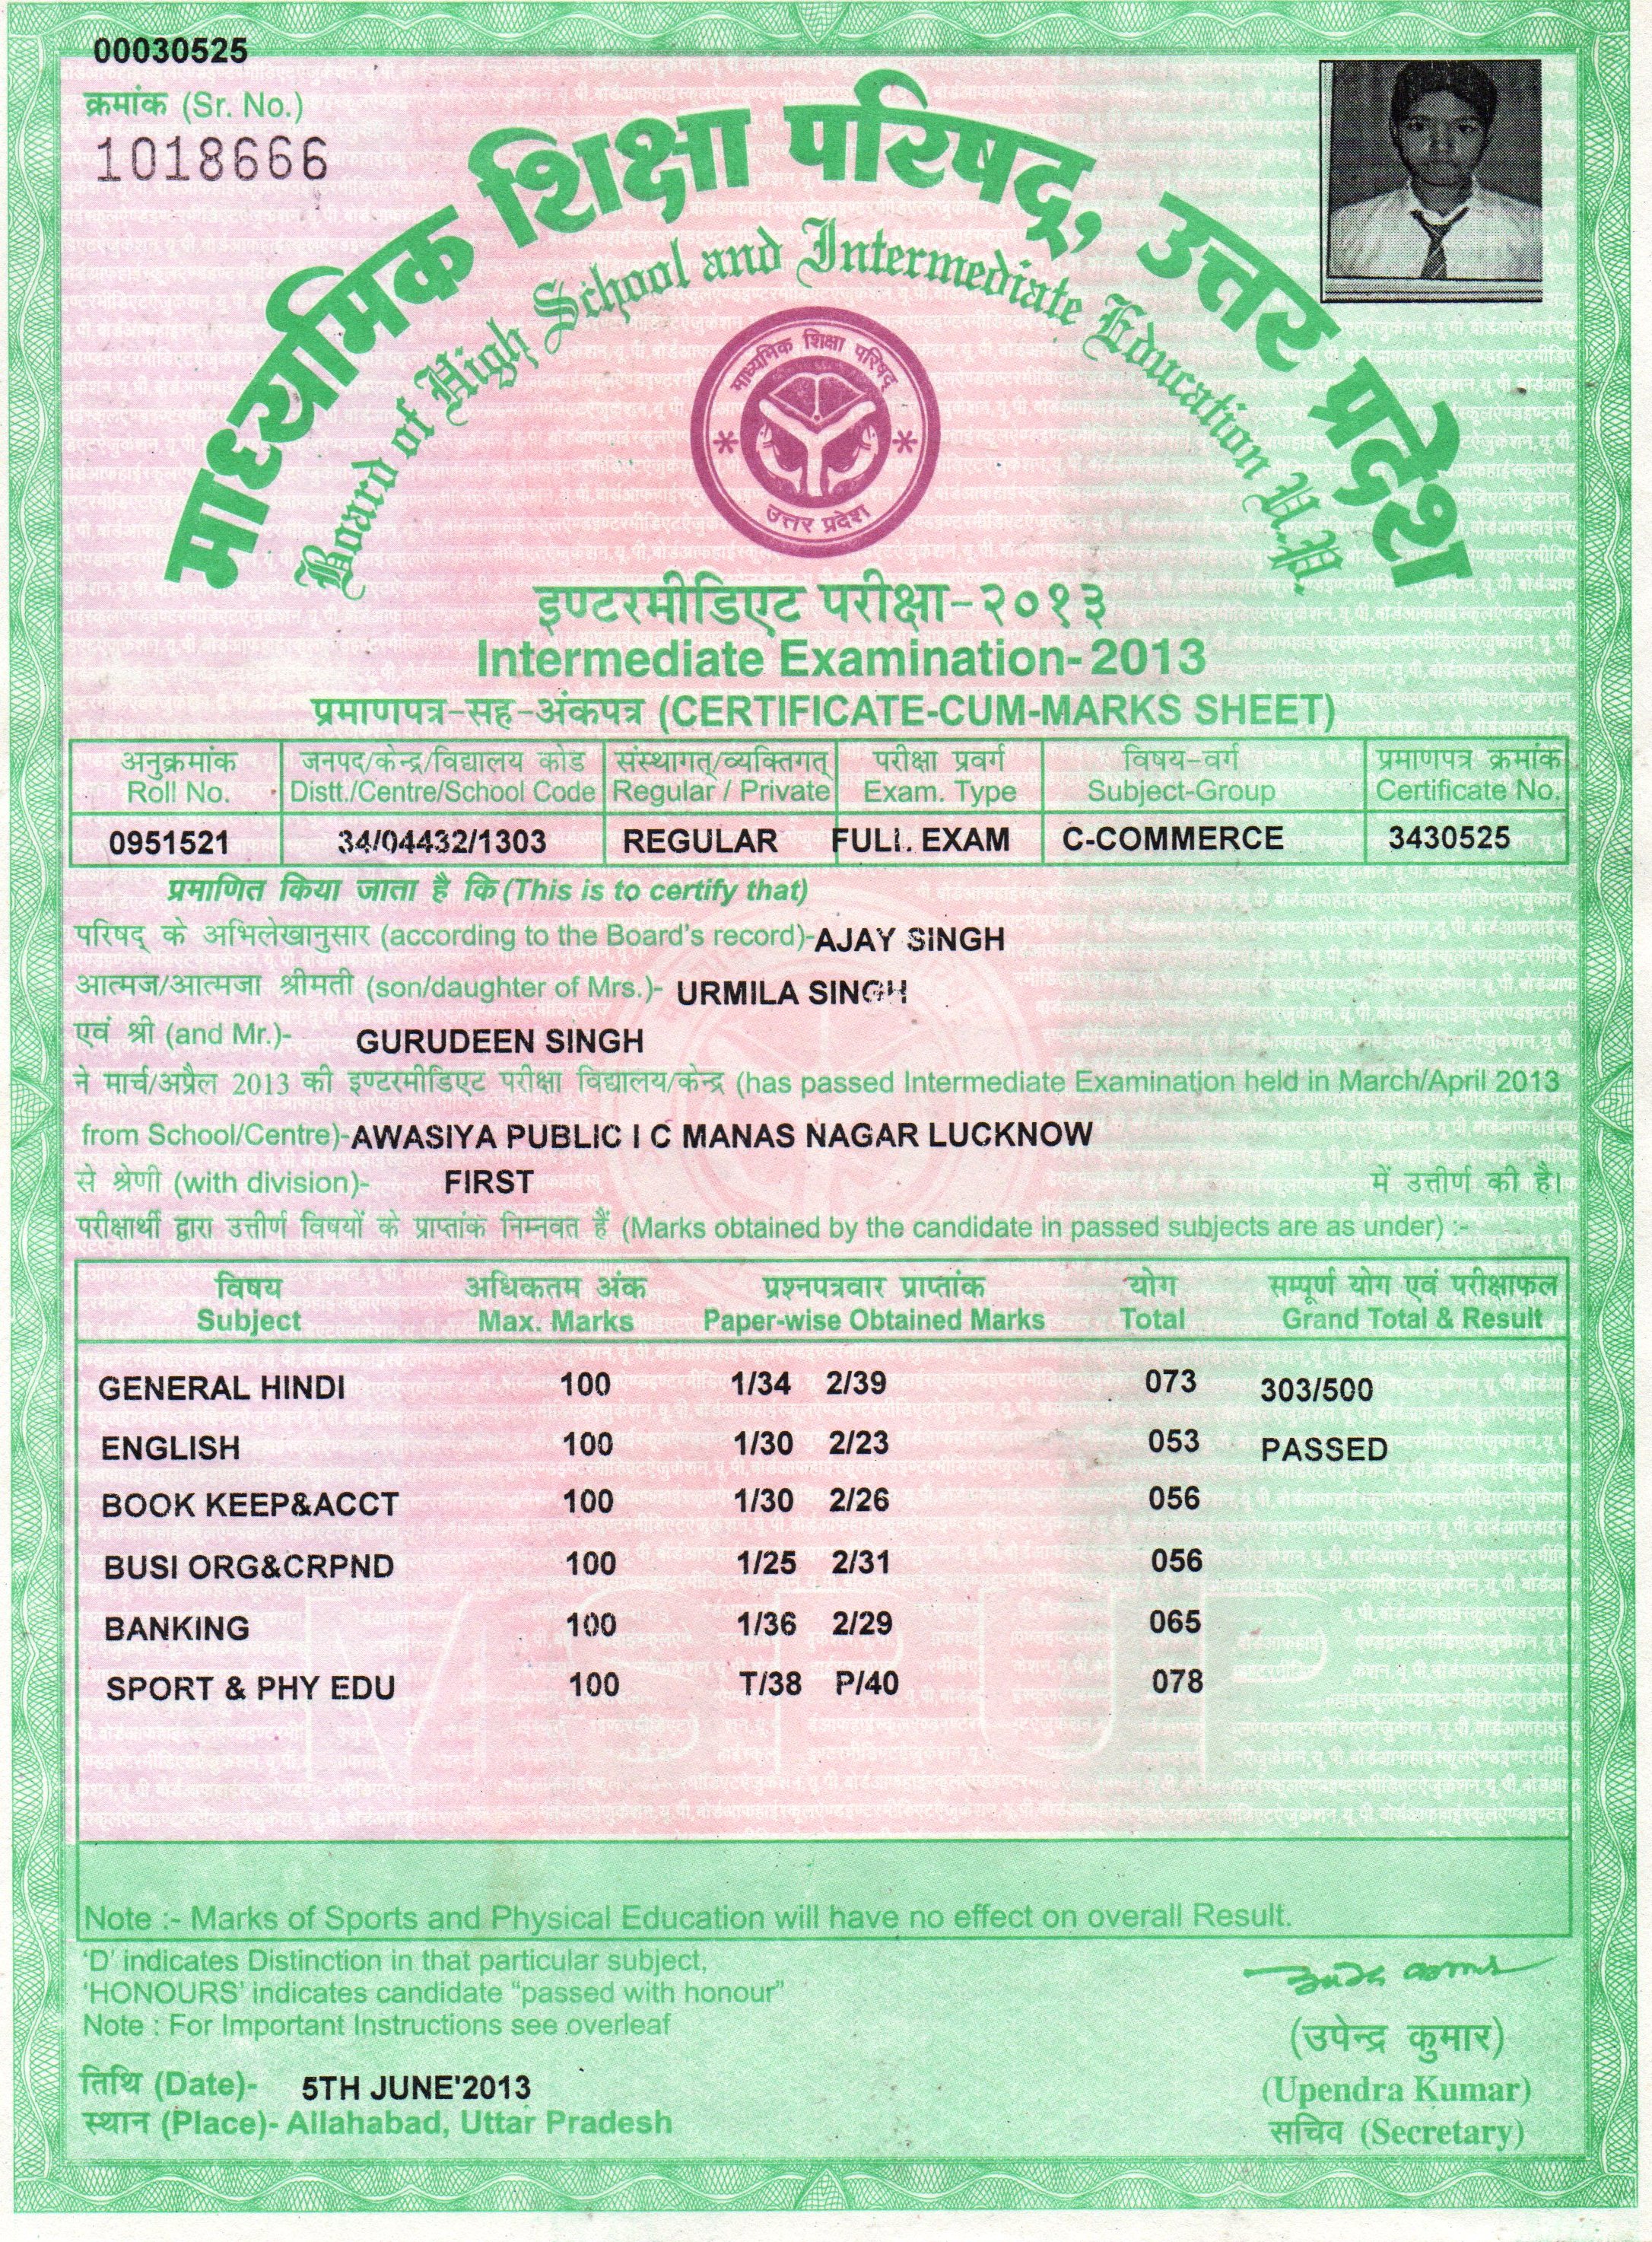 00030525
क्रमांक (Sr. No.)
1018666
माध्यमिक शिक्षा परिषद्, उत्तर प्रदेश
Board of High School and Intermediate Education U.P.
माध्यमिक शिक्षा परिषद्
उत्तर प्रदेश
इण्टरमीडिएट परीक्षा-२०१३
Intermediate Examination-2013
प्रमाणपत्र-सह-अंकपत्र (CERTIFICATE-CUM-MARKS SHEET)
अनुक्रमांक जनपद/केन्द्र/विद्यालय कोड संस्थागत्/व्यक्तिगत् परीक्षा प्रवर्ग विषय-वर्ग प्रमाणपत्र क्रमांक
Roll No. Distt./Centre/School Code Regular / Private Exam. Type Subject-Group Certificate No.
0951521 34/04432/1303 REGULAR FULL EXAM C-COMMERCE 3430525
प्रमाणित किया जाता है कि (This is to certify that)
परिषद् के अभिलेखानुसार (according to the Board's record)-AJAY SINGH
आत्मज/आत्मजा श्रीमती (son/daughter of Mrs.)- URMILA SINGH
एवं श्री (and Mr.)- GURUDEEN SINGH
ने मार्च/अप्रैल 2013 की इण्टरमीडिएट परीक्षा विद्यालय/केन्द्र (has passed Intermediate Examination held in March/April 2013
from School/Centre)-AWASIYA PUBLIC I C MANAS NAGAR LUCKNOW
से श्रेणी (with division)- FIRST में उत्तीर्ण की है।
परीक्षार्थी द्वारा उत्तीर्ण विषयों के प्राप्तांक निम्नवत हैं (Marks obtained by the candidate in passed subjects are as under) :-
विषय अधिकतम अंक प्रश्नपत्रवार प्राप्तांक योग सम्पूर्ण योग एवं परीक्षाफल
Subject Max. Marks Paper-wise Obtained Marks Total Grand Total & Result
GENERAL HINDI 100 1/34 2/39 073 303/500
ENGLISH 100 1/30 2/23 053 PASSED
BOOK KEEP&ACCT 100 1/30 2/26 056
BUSI ORG&CRPND 100 1/25 2/31 056
BANKING 100 1/36 2/29 065
SPORT & PHY EDU 100 T/38 P/40 078
MSPUP
Note :- Marks of Sports and Physical Education will have no effect on overall Result.
'D' indicates Distinction in that particular subject,
'HONOURS' indicates candidate "passed with honour"
Note : For Important Instructions see overleaf
(उपेन्द्र कुमार)
तिथि (Date)- 5TH JUNE'2013
(Upendra Kumar)
स्थान (Place)- Allahabad, Uttar Pradesh
सचिव (Secretary)